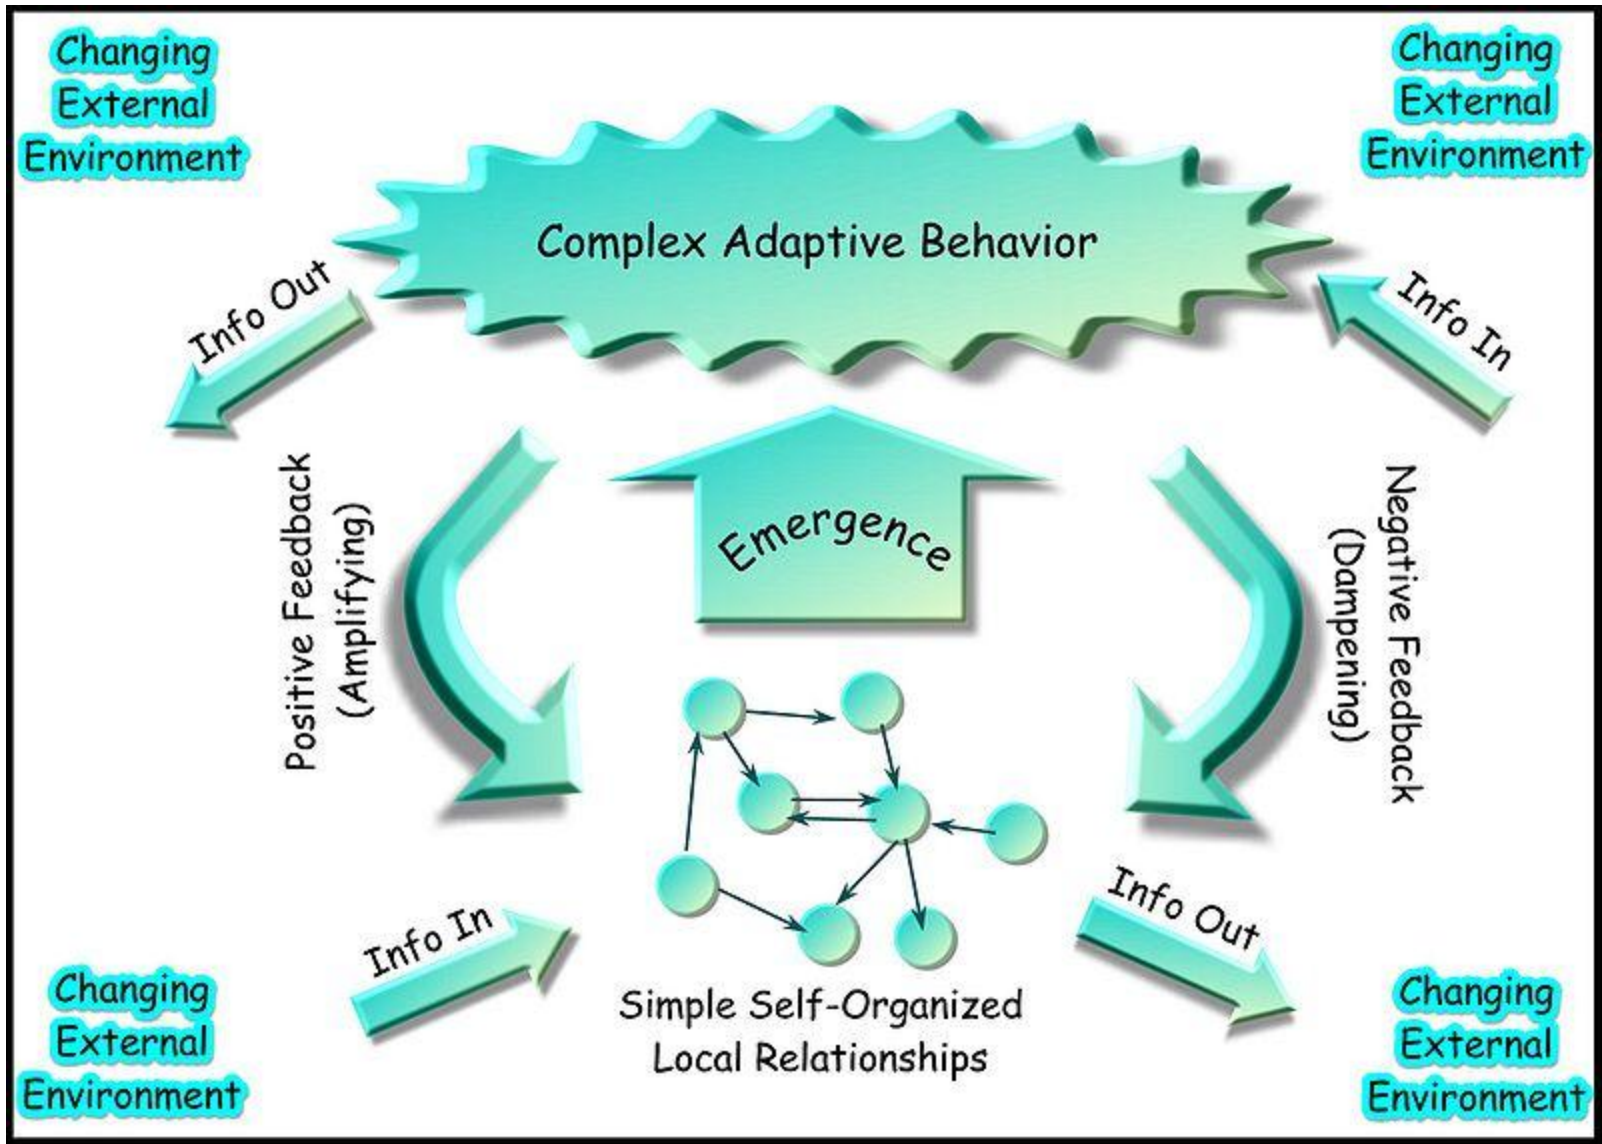 Changing
External
Environment
Changing
External
Environment
Complex Adaptive Behavior
Info Out
Info In
Positive Feedback
(Amplifying)
Emergence
Negative Feedback
(Dampening)
Info In
Info Out
Simple Self-Organized
Local Relationships
Changing
External
Environment
Changing
External
Environment